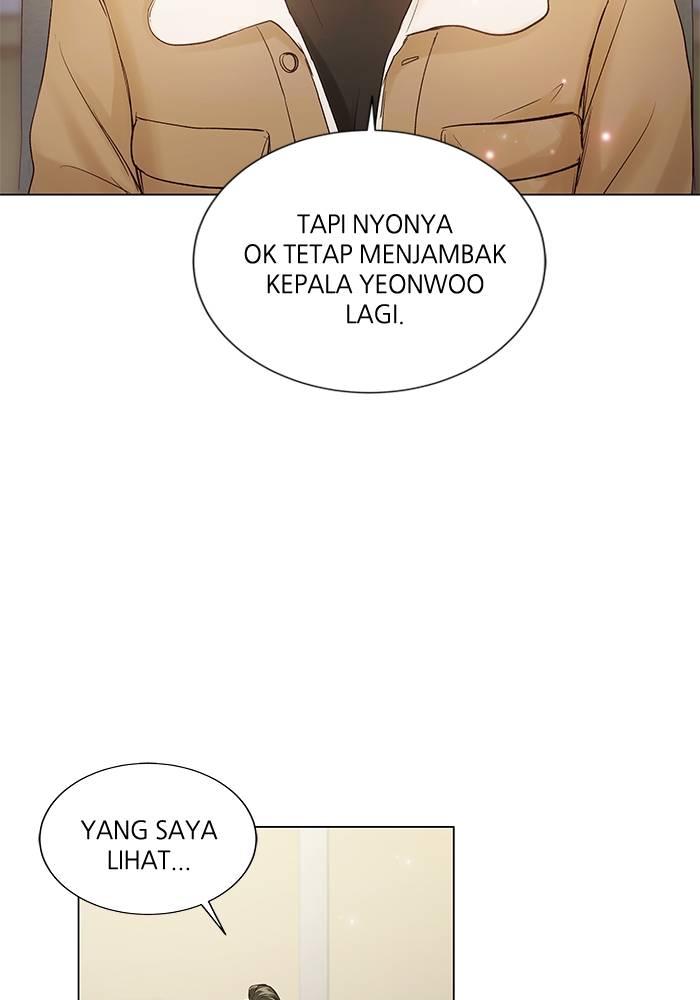 TAPI NYONYA
OK TETAP MENJAMBAK
KEPALA YEONWOO
LAGI.
YANG SAYA
LIHAT...